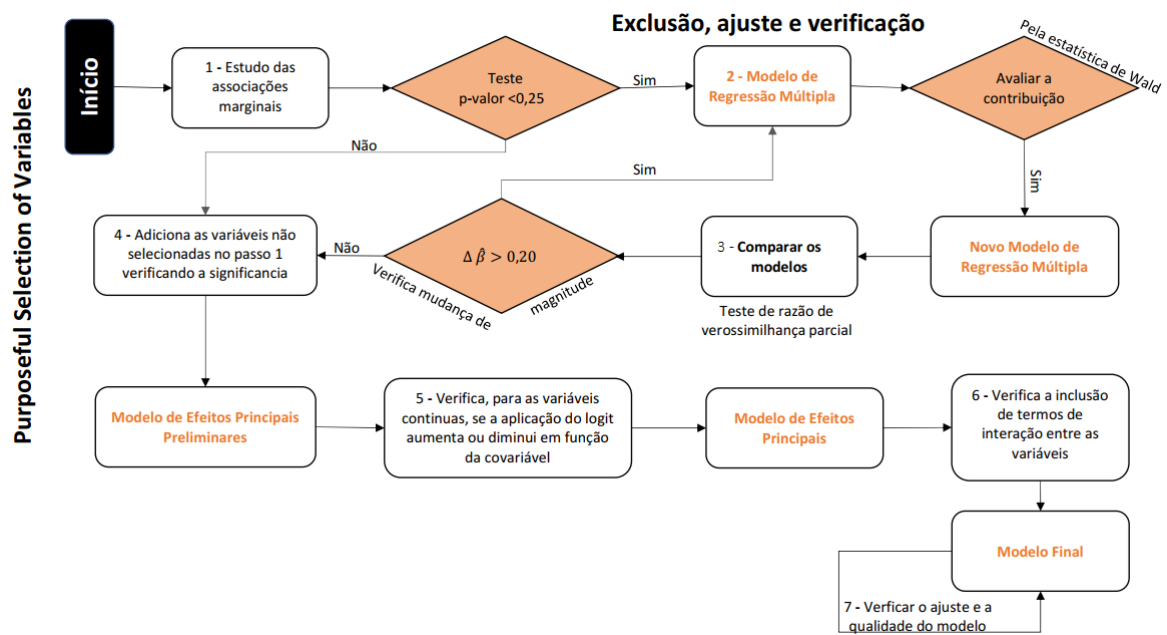 Purposeful Selection of Variables
Exclusão, ajuste e verificação
Início
1 - Estudo das
associações
marginais
Teste
p-valor <0,25
Sim
Não
2 - Modelo de
Regressão Múltipla
Avaliar a
contribuição
Pela estatística de Wald
Sim
Novo Modelo de
Regressão Múltipla
3 - Comparar os
modelos
Teste de razão de
verossimilhança parcial
Δ β̂ > 0,20
Verifica mudança de
magnitude
Sim
Não
4 - Adiciona as variáveis não
selecionadas no passo 1
verificando a significancia
Modelo de Efeitos Principais
Preliminares
5 - Verifica, para as variáveis
continuas, se a aplicação do logit
aumenta ou diminui em função
da covariável
Modelo de Efeitos
Principais
6 - Verifica a inclusão
de termos de
interação entre as
variáveis
Modelo Final
7 - Verficar o ajuste e a
qualidade do modelo